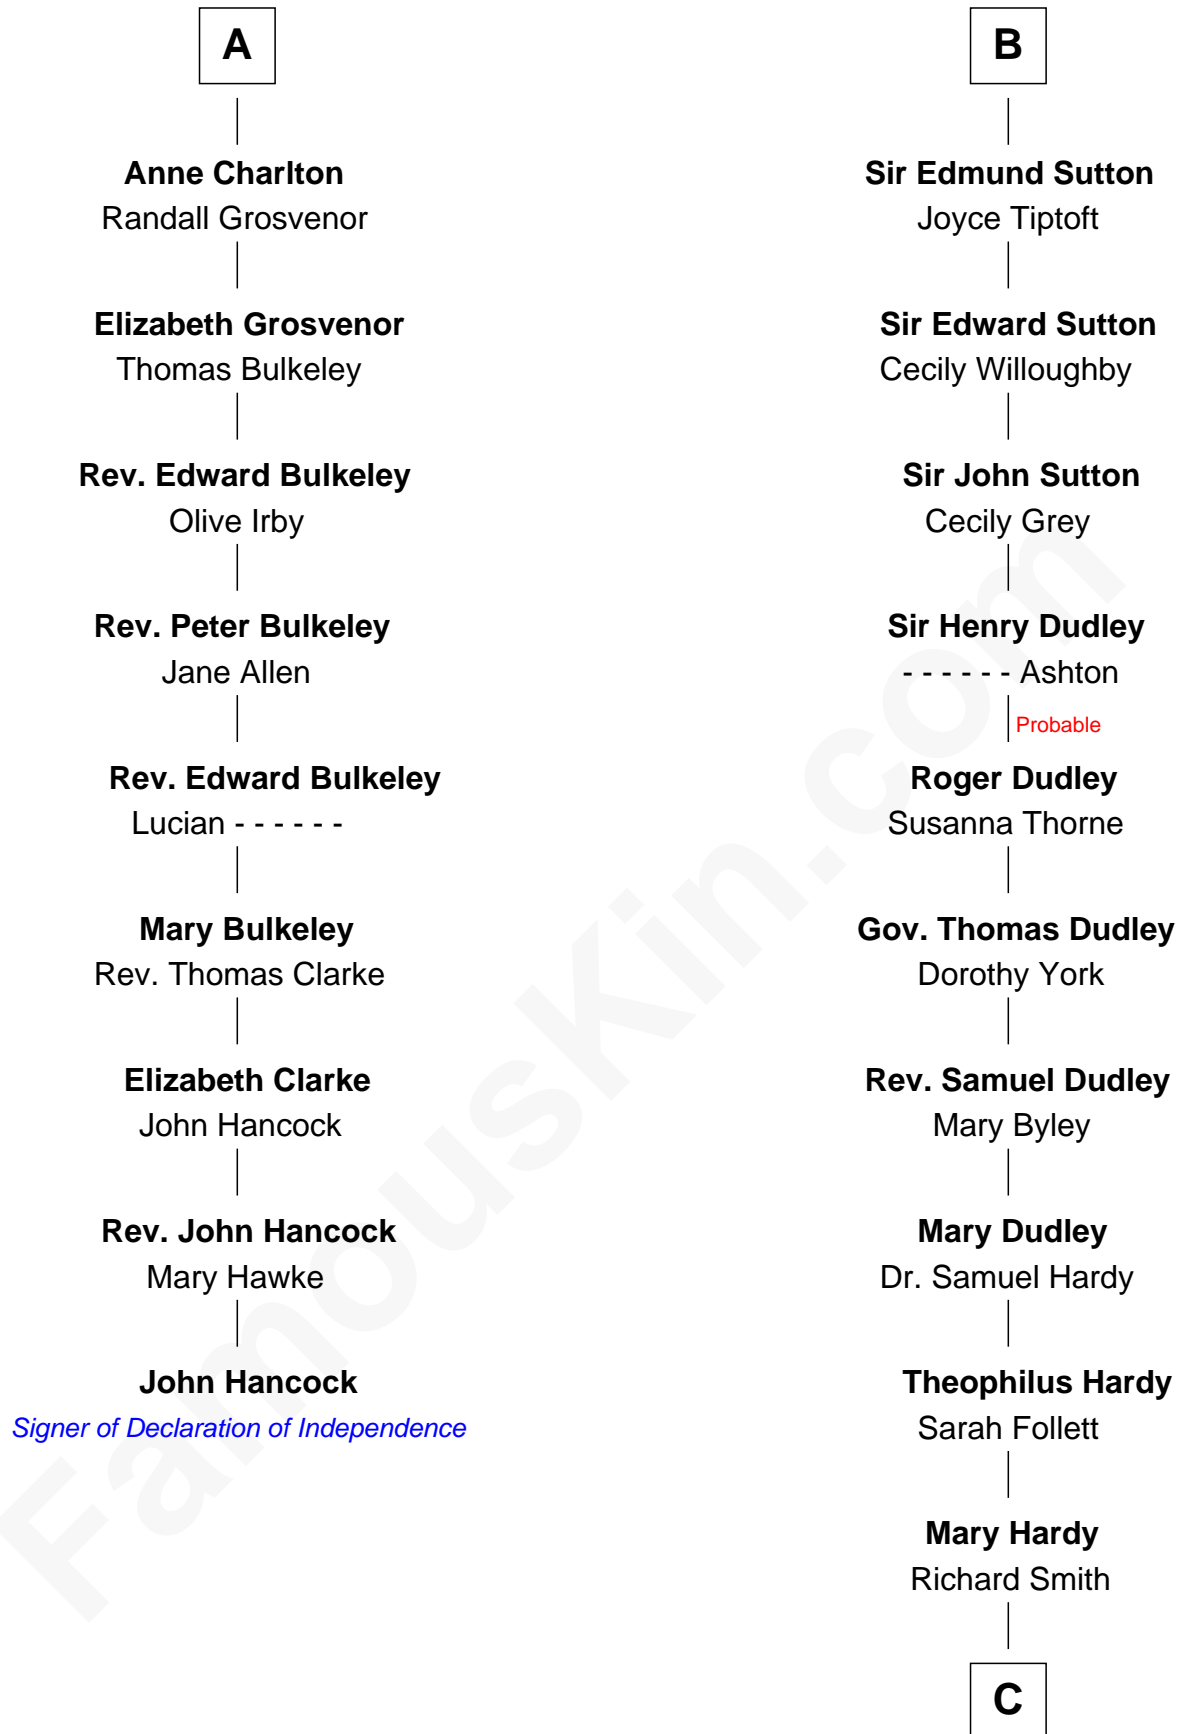 A
Anne Charlton
Randall Grosvenor
Elizabeth Grosvenor
Thomas Bulkeley
Rev. Edward Bulkeley
Olive Irby
Rev. Peter Bulkeley
Jane Allen
Rev. Edward Bulkeley
Lucian - - - - - -
Mary Bulkeley
Rev. Thomas Clarke
Elizabeth Clarke
John Hancock
Rev. John Hancock
Mary Hawke
John Hancock
Signer of Declaration of Independence
B
Sir Edmund Sutton
Joyce Tiptoft
Sir Edward Sutton
Cecily Willoughby
Sir John Sutton
Cecily Grey
Sir Henry Dudley
- - - - - - Ashton
Probable
Roger Dudley
Susanna Thorne
Gov. Thomas Dudley
Dorothy York
Rev. Samuel Dudley
Mary Byley
Mary Dudley
Dr. Samuel Hardy
Theophilus Hardy
Sarah Follett
Mary Hardy
Richard Smith
C
FamousKin.com